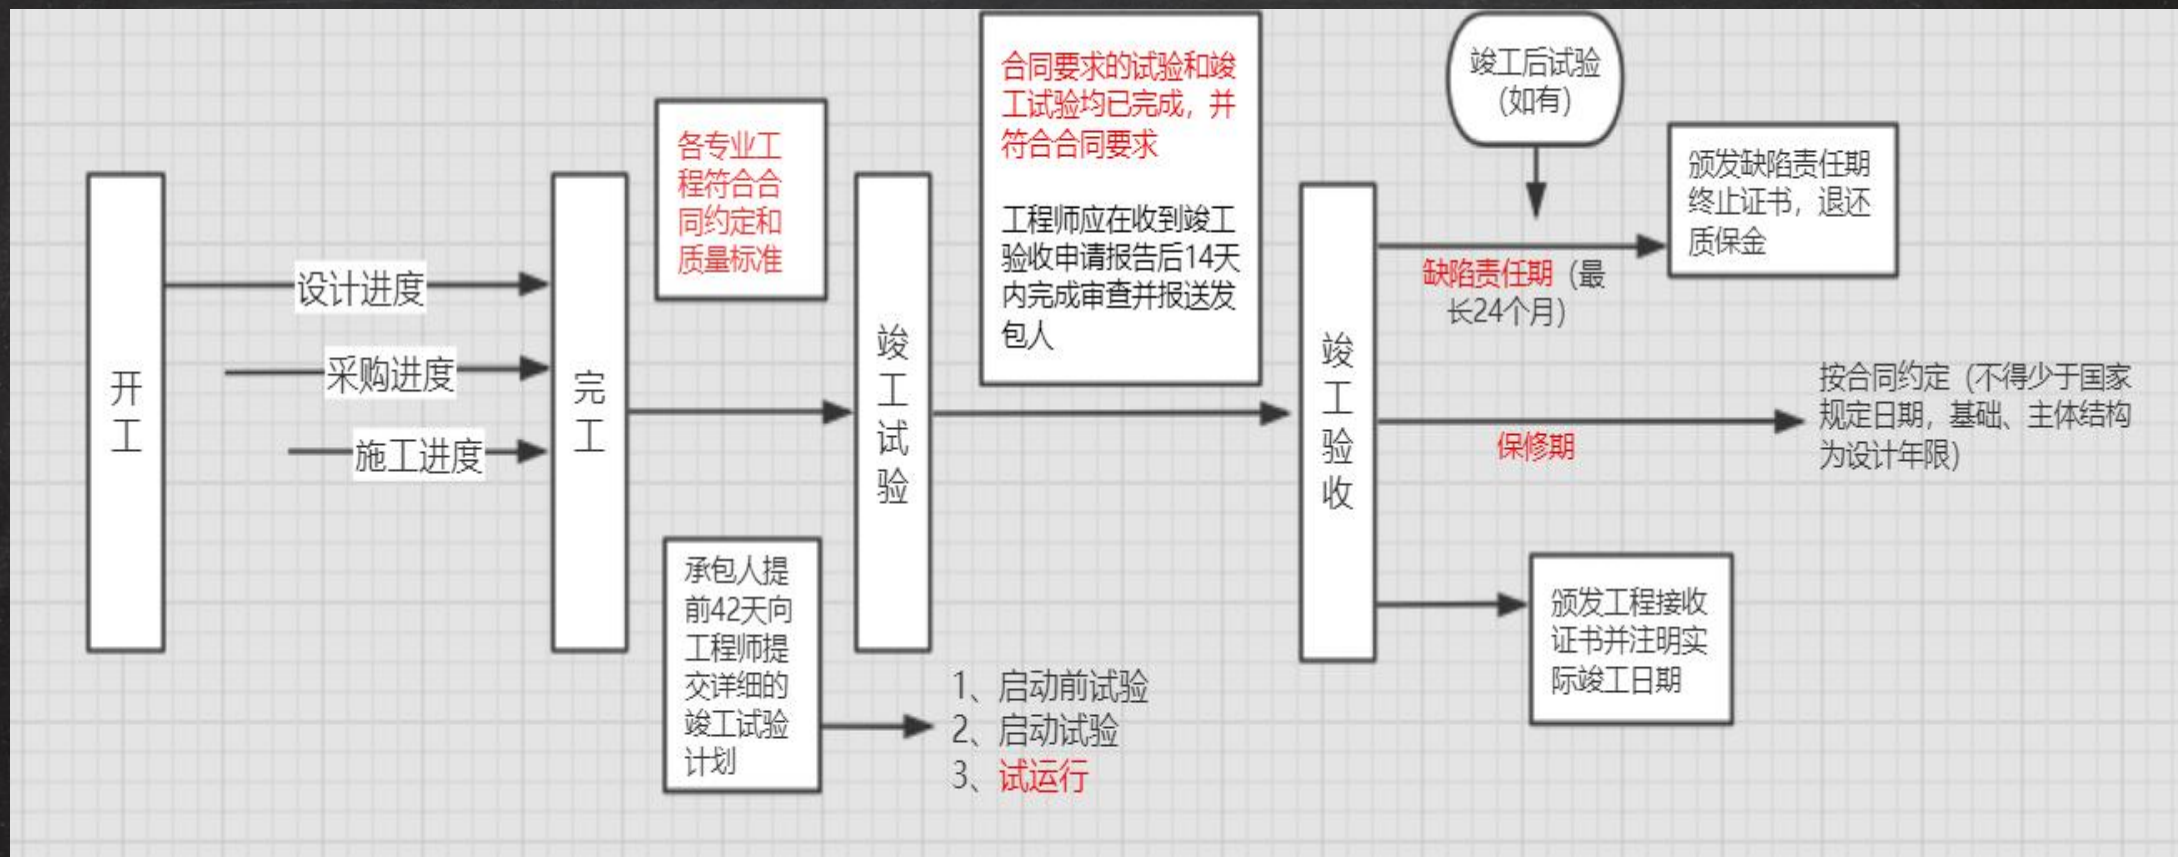 开
工
设计进度
采购进度
施工进度
完
工
各专业工
程符合合
同约定和
质量标准
承包人提
前42天向
工程师提
交详细的
竣工试验
计划
竣
工
试
验
1、启动前试验
2、启动试验
3、试运行
合同要求的试验和竣
工试验均已完成，并
符合合同要求
工程师应在收到竣工
验收申请报告后14天
内完成审查并报送发
包人
竣
工
验
收
竣工后试验
（如有）
缺陷责任期（最
长24个月）
颁发缺陷责任期
终止证书，退还
质保金
保修期
按合同约定（不得少于国家
规定日期，基础、主体结构
为设计年限）
颁发工程接收
证书并注明实
际竣工日期